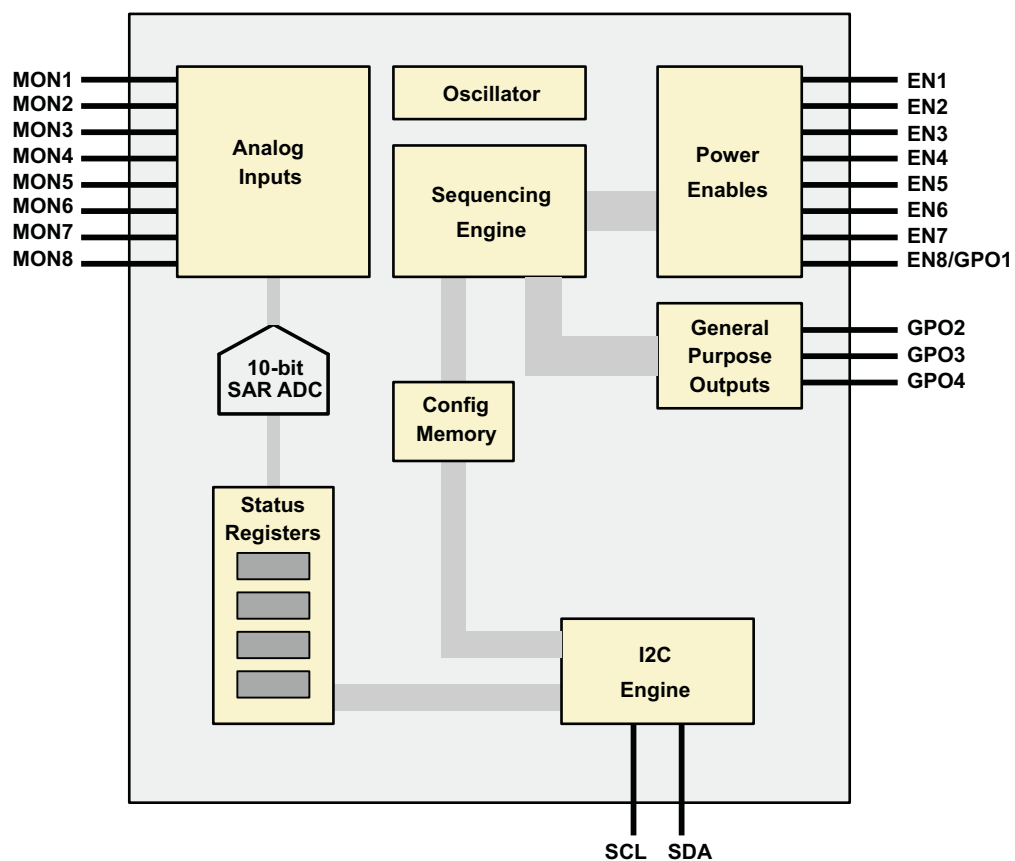 MON1
MON2
MON3
MON4
MON5
MON6
MON7
MON8
Analog
Inputs
Oscillator
Sequencing
Engine
Power
Enables
EN1
EN2
EN3
EN4
EN5
EN6
EN7
EN8/GPO1
General
Purpose
Outputs
GPO2
GPO3
GPO4
10-bit
SAR ADC
Config
Memory
Status
Registers
I2C
Engine
SCL
SDA